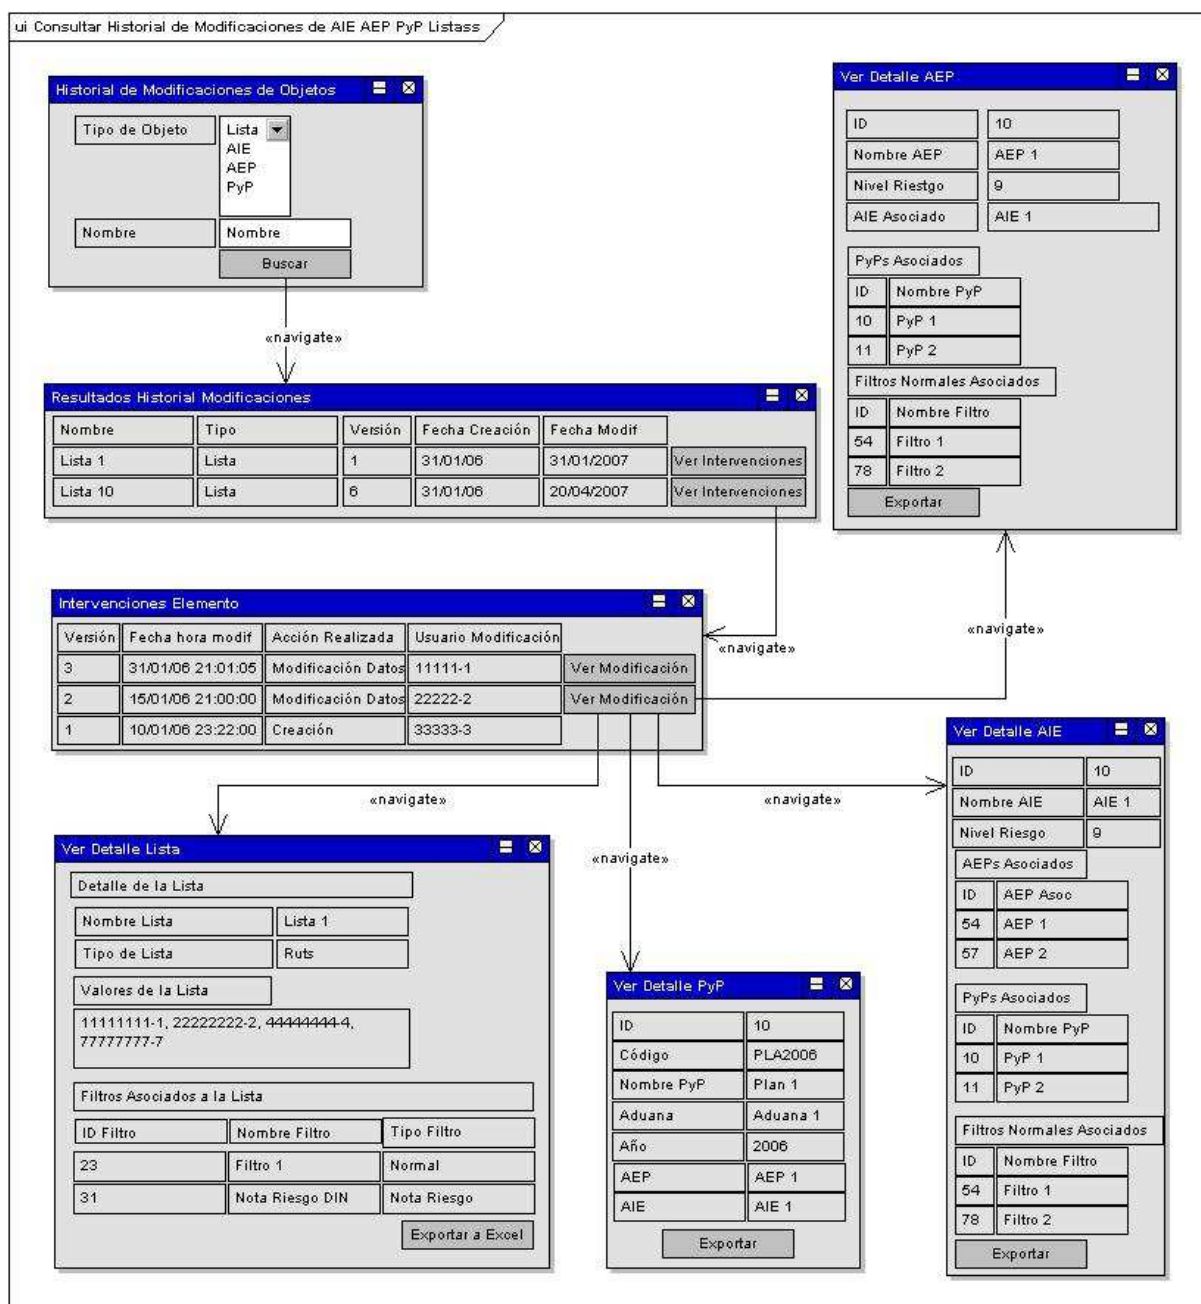 ui Consultar Historial de Modificaciones de AIE AEP PyP Listass
Historial de Modificaciones de Objetos
Tipo de Objeto
Lista
AIE
AEP
PyP
Nombre
Nombre
Buscar
«navigate»
Resultados Historial Modificaciones
Nombre Tipo Versión Fecha Creación Fecha Modif
Lista 1 Lista 1 31/01/06 31/01/2007 Ver Intervenciones
Lista 10 Lista 6 31/01/06 20/04/2007 Ver Intervenciones
«navigate»
Intervenciones Elemento
Versión Fecha hora modif Acción Realizada Usuario Modificación
3 31/01/06 21:01:05 Modificación Datos 11111-1 Ver Modificación
2 15/01/06 21:00:00 Modificación Datos 22222-2 Ver Modificación
1 10/01/06 23:22:00 Creación 33333-3
«navigate»
Ver Detalle AEP
ID 10
Nombre AEP AEP 1
Nivel Riestgo 9
AIE Asociado AIE 1
PyPs Asociados
ID Nombre PyP
10 PyP 1
11 PyP 2
Filtros Normales Asociados
ID Nombre Filtro
54 Filtro 1
78 Filtro 2
Exportar
«navigate»
Ver Detalle Lista
Detalle de la Lista
Nombre Lista Lista 1
Tipo de Lista Ruts
Valores de la Lista
11111111-1, 22222222-2, 44444444-4,
77777777-7
Filtros Asociados a la Lista
ID Filtro Nombre Filtro Tipo Filtro
23 Filtro 1 Normal
31 Nota Riesgo DIN Nota Riesgo
Exportar a Excel
«navigate»
Ver Detalle PyP
ID 10
Código PLA2006
Nombre PyP Plan 1
Aduana Aduana 1
Año 2006
AEP AEP 1
AIE AIE 1
Exportar
«navigate»
Ver Detalle AIE
ID 10
Nombre AIE AIE 1
Nivel Riesgo 9
AEPs Asociados
ID AEP Asoc
54 AEP 1
57 AEP 2
PyPs Asociados
ID Nombre PyP
10 PyP 1
11 PyP 2
Filtros Normales Asociados
ID Nombre Filtro
54 Filtro 1
78 Filtro 2
Exportar